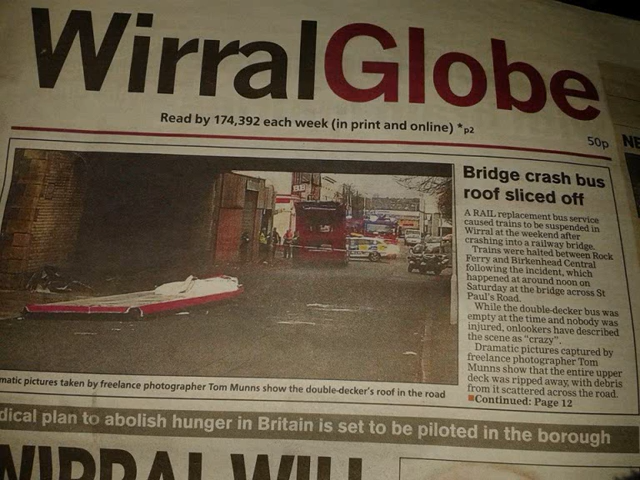 WirralGlobe
Read by 174,392 each week (in print and online) *p2
50p
NE
Bridge crash bus
roof sliced off
A RAIL replacement bus service
caused trains to be suspended in
Wirral at the weekend after
crashing into a railway bridge.
Trains were halted between Rock
Ferry and Birkenhead Central
following the incident, which
happened at around noon on
Saturday at the bridge across St
Paul's Road.
While the double-decker bus was
empty at the time and nobody was
injured, onlookers have described
the scene as "crazy".
Dramatic pictures captured by
freelance photographer Tom
Munns show that the entire upper
deck was ripped away, with debris
from it scattered across the road.
■Continued: Page 12
matic pictures taken by freelance photographer Tom Munns show the double-decker's roof in the road
dical plan to abolish hunger in Britain is set to be piloted in the borough
WIRRAL WILL